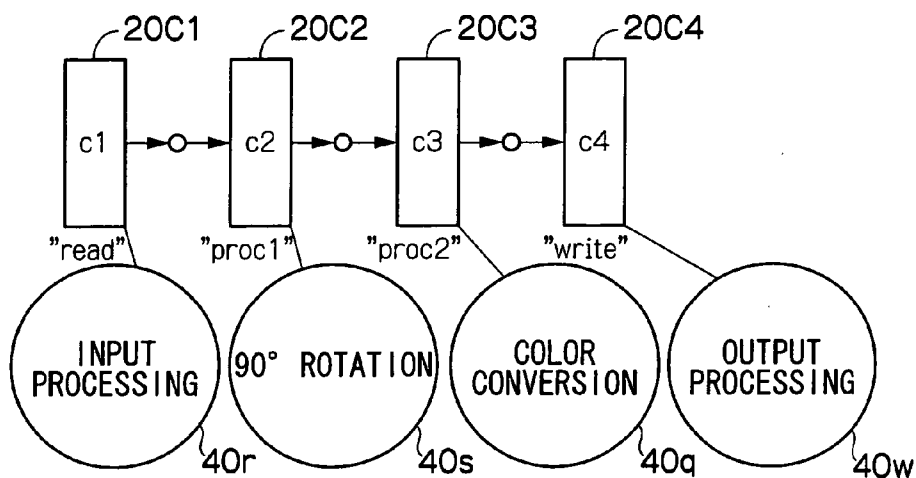 20C1 20C2 20C3 20C4
c1 c2 c3 c4
"read" "proc1" "proc2" "write"
INPUT
PROCESSING
90° ROTATION
COLOR
CONVERSION
OUTPUT
PROCESSING
40r 40s 40q 40w